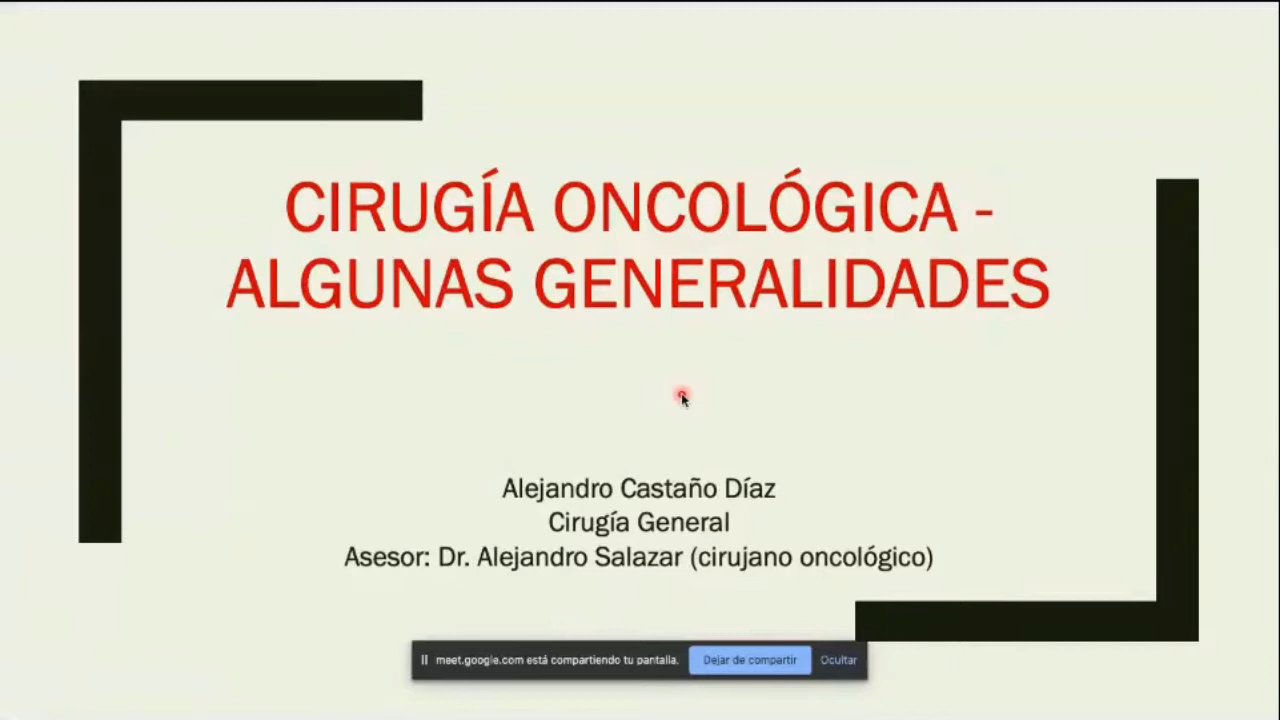 CIRUGÍA ONCOLÓGICA -
ALGUNAS GENERALIDADES
Alejandro Castaño Díaz
Cirugía General
Asesor: Dr. Alejandro Salazar (cirujano oncológico)
meet.google.com está compartiendo tu pantalla. Dejar de compartir Ocultar